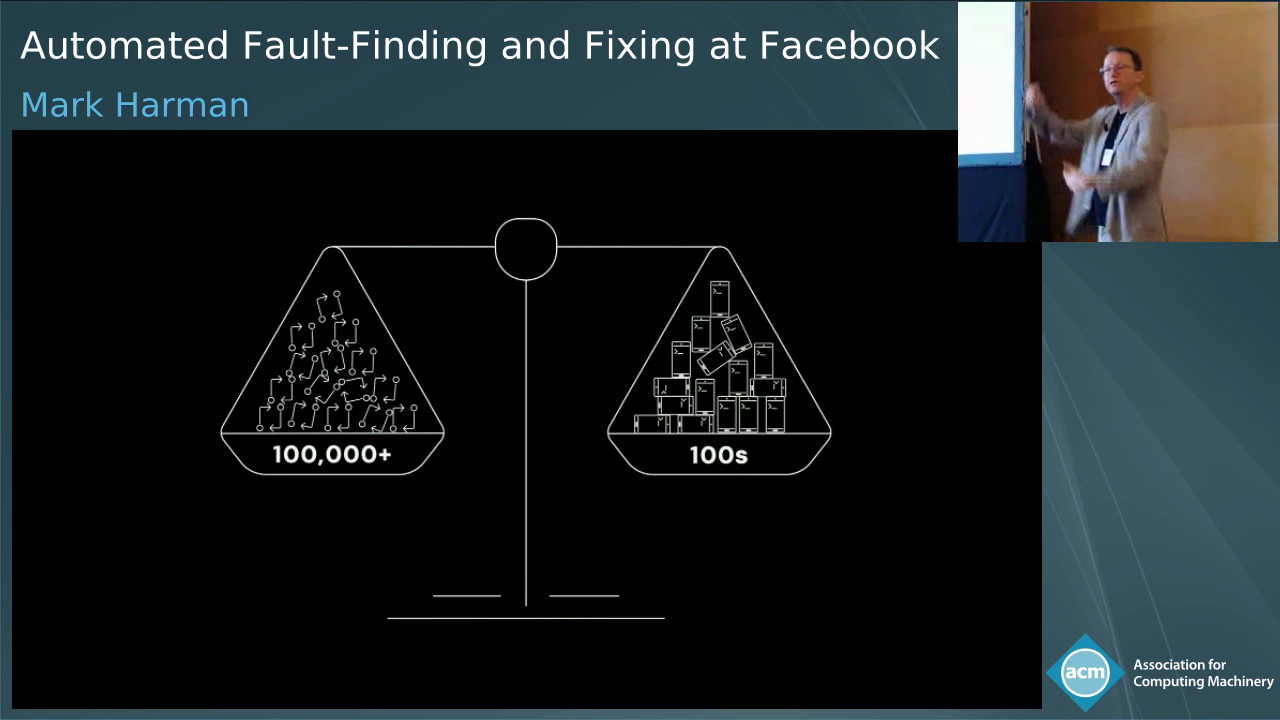 Automated Fault-Finding and Fixing at Facebook
Mark Harman
100,000+
100s
acm
Association for
Computing Machinery